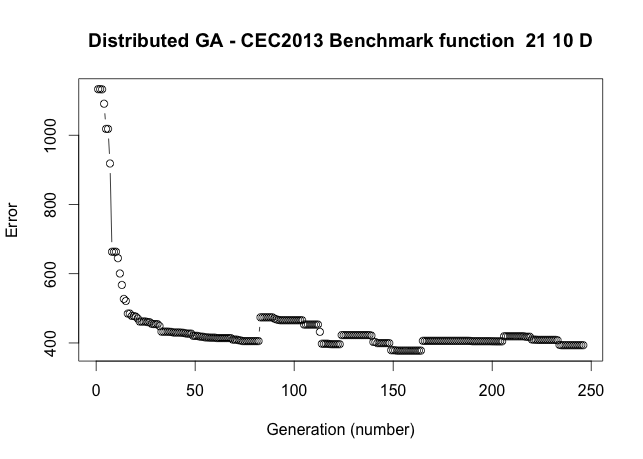 Distributed GA - CEC2013 Benchmark function 21 10 D
Error
1000
800
600
400
0 50 100 150 200 250
Generation (number)